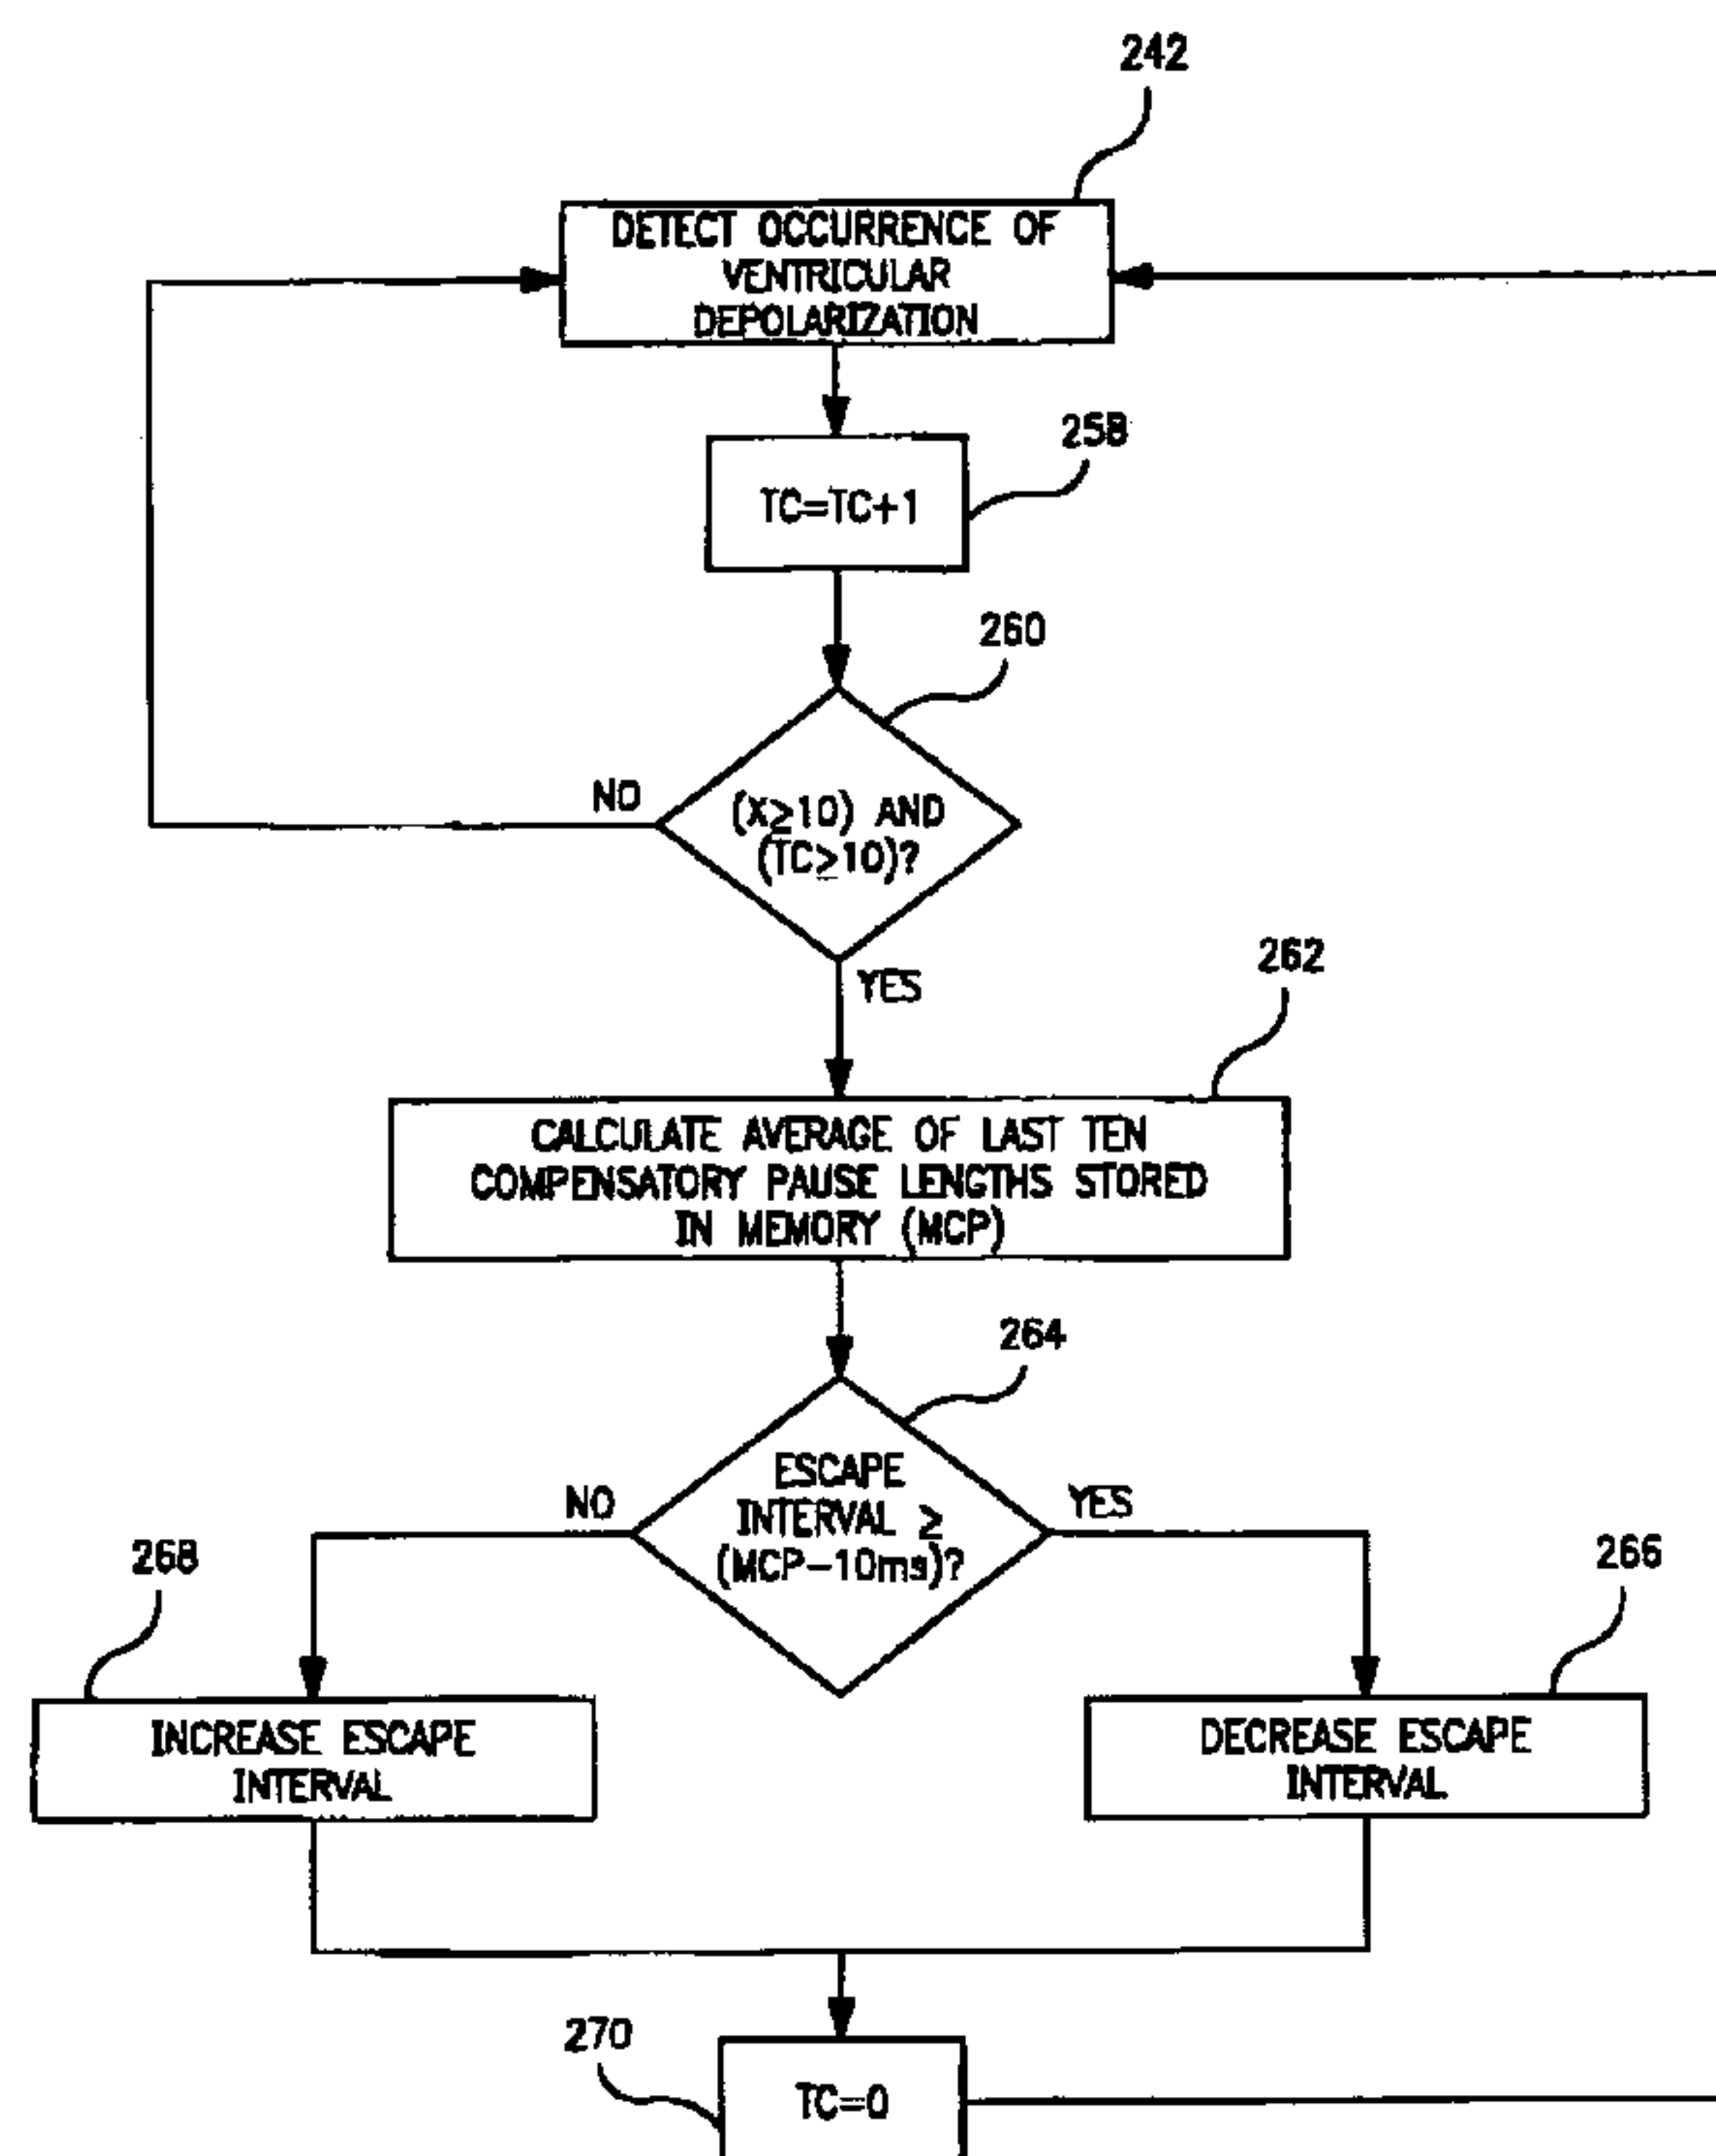 242
DETECT OCCURRENCE OF
VENTRICULAR
DEPOLARIZATION
258
TC=TC+1
260
NO
(X≥10) AND
(TC≥10)?
YES
262
CALCULATE AVERAGE OF LAST TEN
COMPENSATORY PAUSE LENGTHS STORED
IN MEMORY (MCP)
264
ESCAPE
INTERVAL ≥
(MCP-10ms)?
NO
YES
268
266
INCREASE ESCAPE
INTERVAL
DECREASE ESCAPE
INTERVAL
270
TC=0